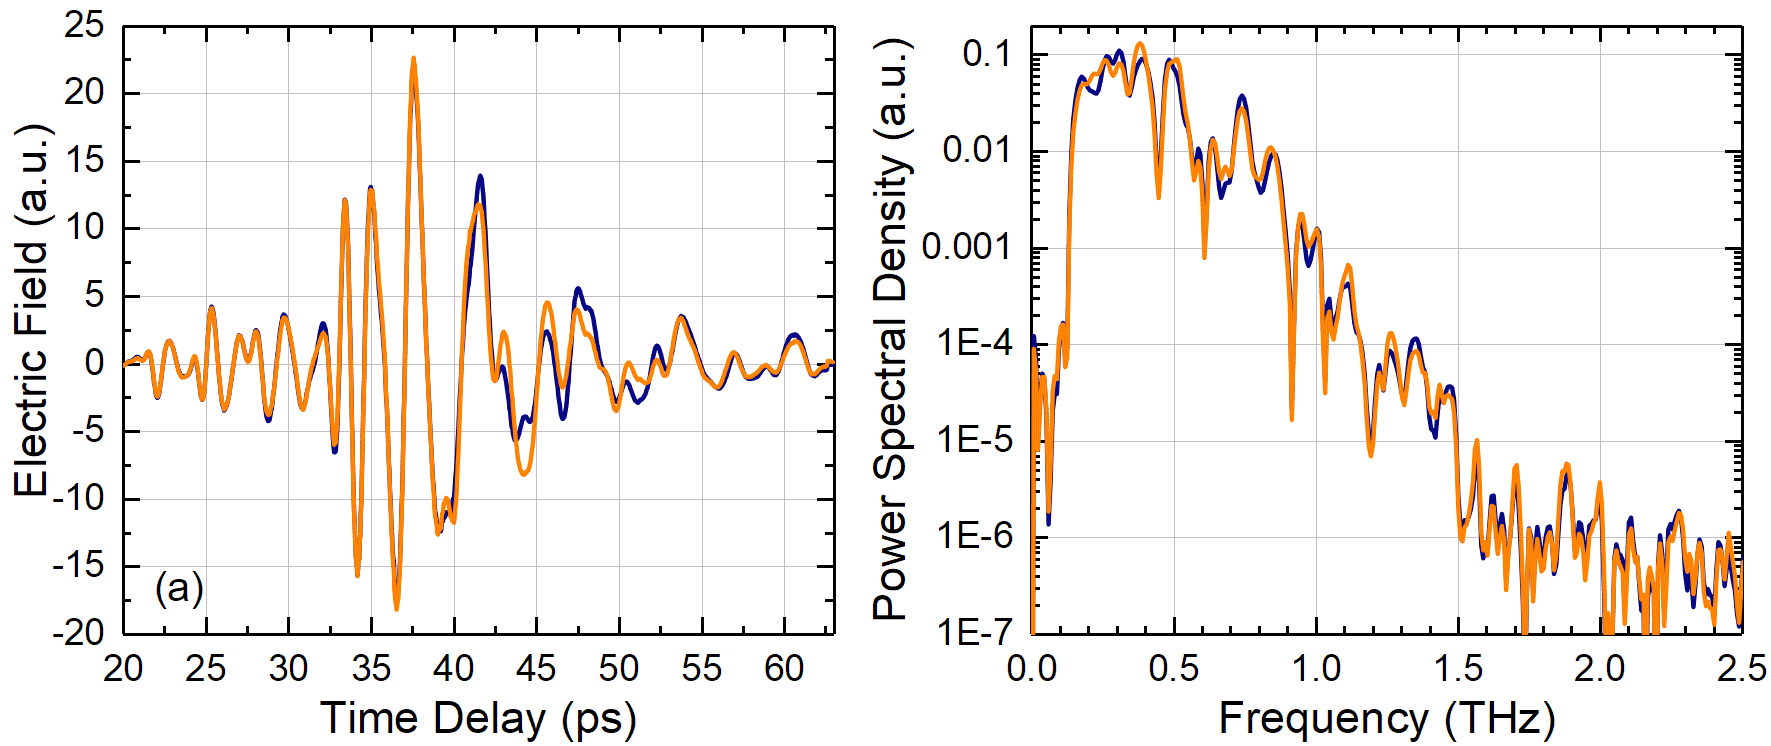 25
20
15
10
5
0
-5
-10
-15
-20
Electric Field (a.u.)
(a)
20 25 30 35 40 45 50 55 60
Time Delay (ps)
0.1
0.01
0.001
1E-4
1E-5
1E-6
1E-7
Power Spectral Density (a.u.)
0.0 0.5 1.0 1.5 2.0 2.5
Frequency (THz)